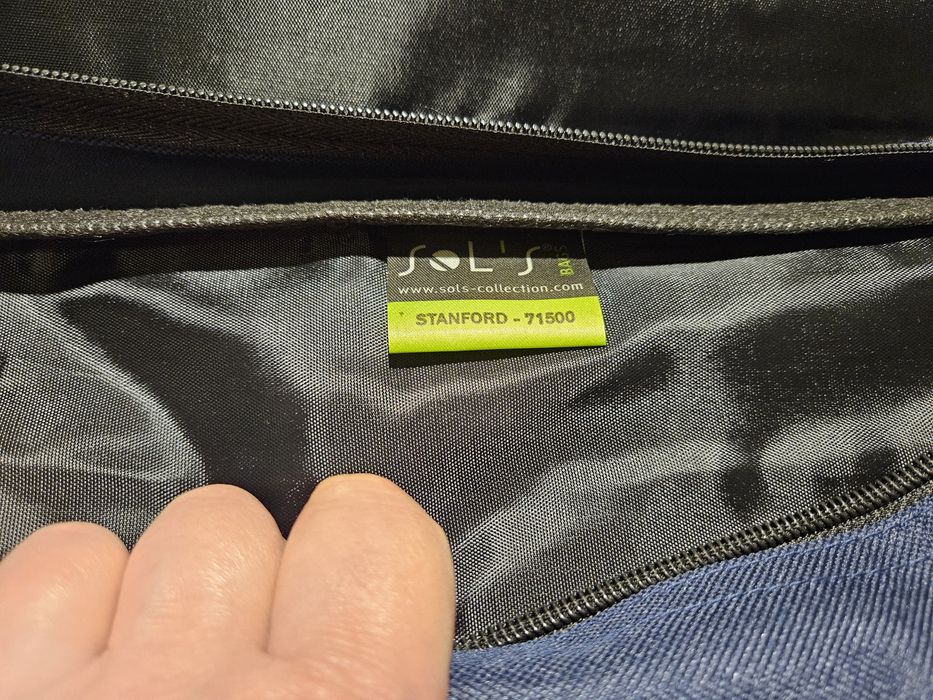 SOL'S®
BAGS
www.sols-collection.com
STANFORD - 71500